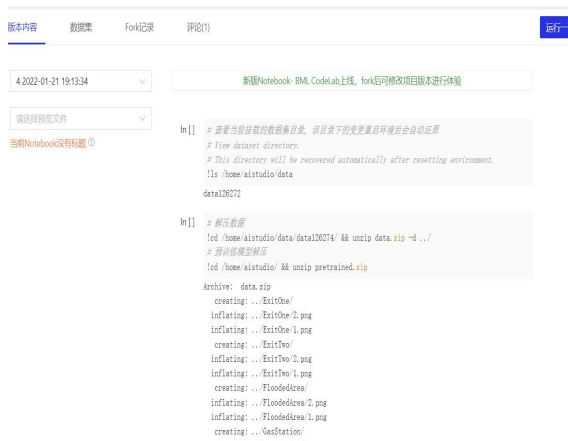 版本内容
数据集
Fork记录
评论(1)
运行一
4 2022-01-21 19:13:34
请选择预览文件
当前Notebook没有标题
新版Notebook- BML CodeLab上线，fork后可修改项目版本进行体验
In [] # 查看当前挂载的数据集目录, 该目录下的变更重启环境后会自动还原
# View dataset directory.
# This directory will be recovered automatically after resetting environment.
!ls /home/aistudio/data
data126272
In [] # 解压数据
!cd /home/aistudio/data/data126274/ && unzip data.zip -d ../
# 预训练模型解压
!cd /home/aistudio/ && unzip pretrained.zip
Archive: data.zip
creating: ../ExitOne/
inflating: ../ExitOne/2.png
inflating: ../ExitOne/1.png
creating: ../ExitTwo/
inflating: ../ExitTwo/2.png
inflating: ../ExitTwo/1.png
creating: ../FloodedArea/
inflating: ../FloodedArea/2.png
inflating: ../FloodedArea/1.png
creating: ../GasStation/